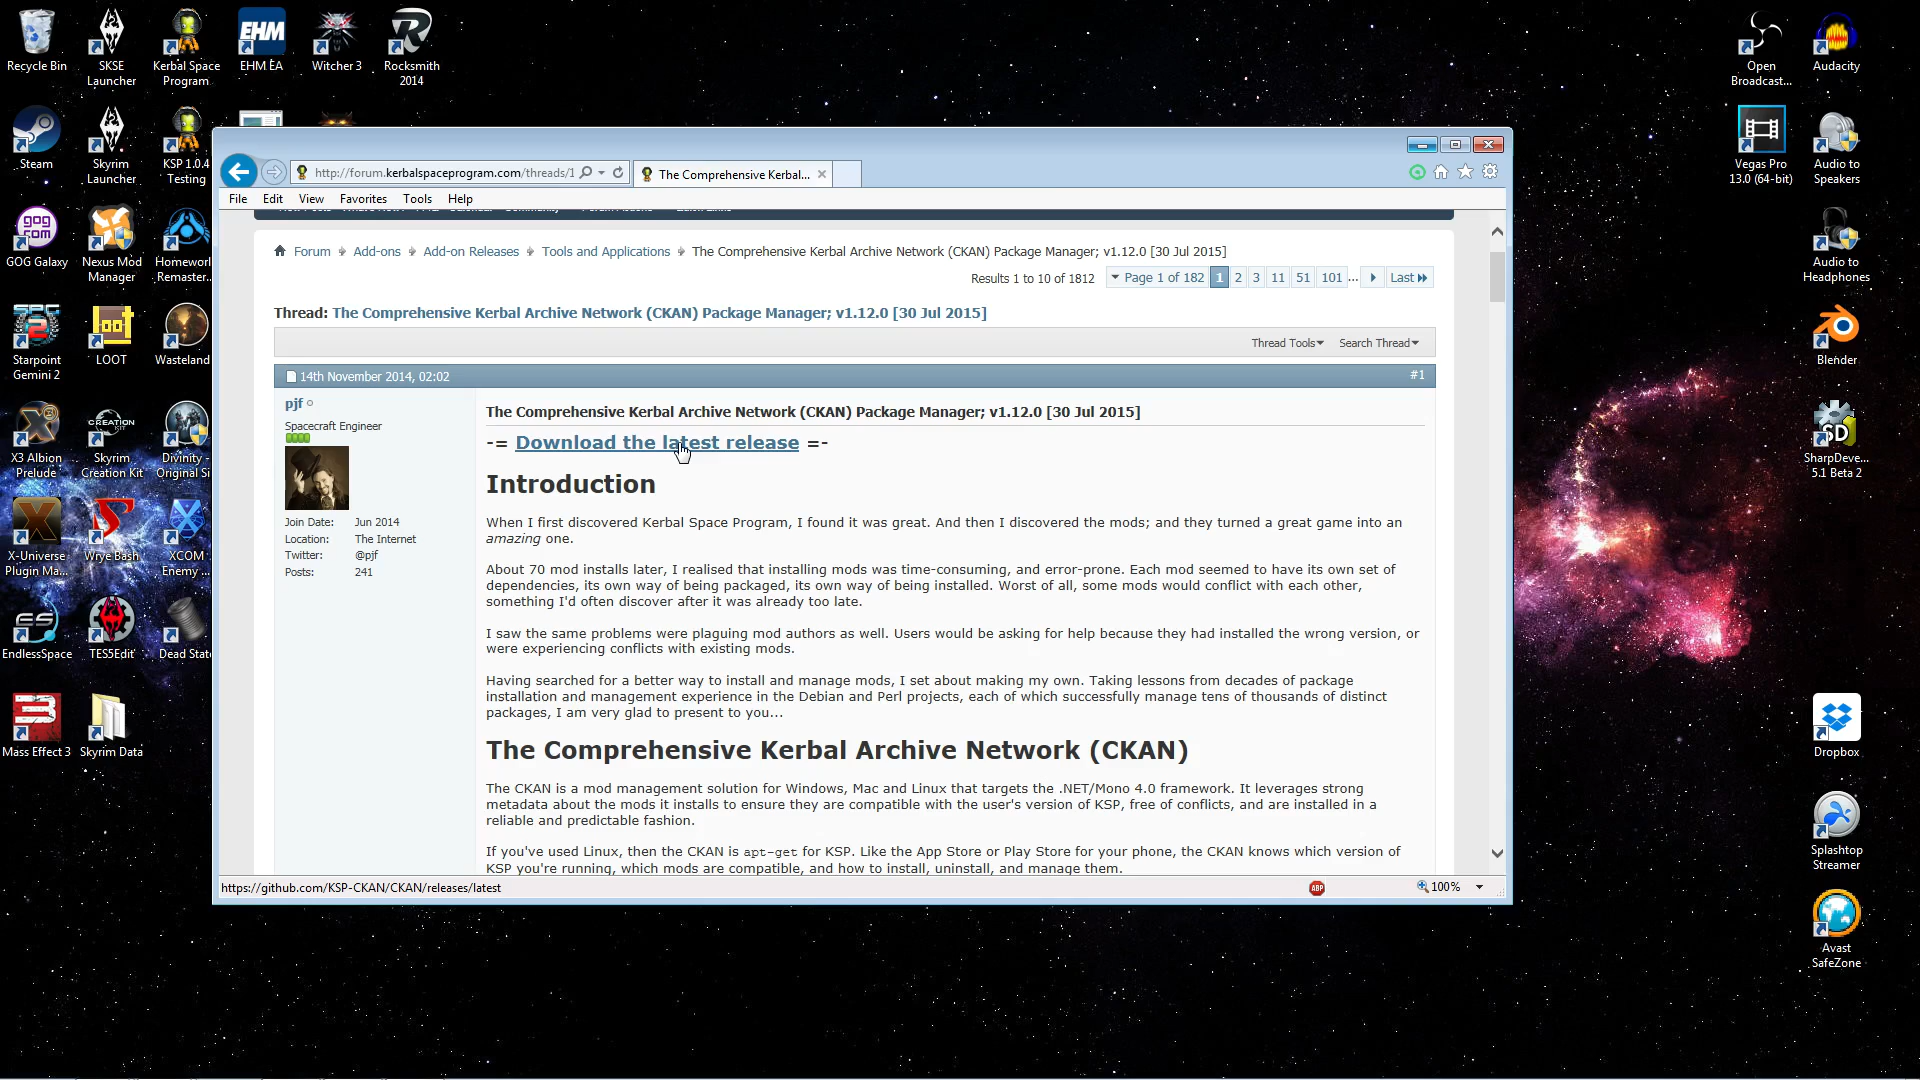 Recycle Bin
SKSE Launcher
Kerbal Space Program
EHM EA
Witcher 3
Rocksmith 2014
Open Broadcast...
Audacity
Steam
Skyrim Launcher
KSP 1.0.4 Testing
Vegas Pro 13.0 (64-bit)
Audio to Speakers
GOG Galaxy
Nexus Mod Manager
Homeworl Remaster...
Audio to Headphones
Starpoint Gemini 2
LOOT
Wasteland
Blender
X3 Albion Prelude
Skyrim Creation Kit
Divinity - Original Si
SharpDeve... 5.1 Beta 2
X-Universe Plugin Ma...
Wrye Bash
XCOM Enemy ...
EndlessSpace
TES5Edit
Dead State
Mass Effect 3
Skyrim Data
Dropbox
Splashtop Streamer
Avast SafeZone
http://forum.kerbalspaceprogram.com/threads/1
The Comprehensive Kerbal...
File Edit View Favorites Tools Help
Forum Add-ons Add-on Releases Tools and Applications The Comprehensive Kerbal Archive Network (CKAN) Package Manager; v1.12.0 [30 Jul 2015]
Results 1 to 10 of 1812 Page 1 of 182 1 2 3 11 51 101 ... Last
Thread: The Comprehensive Kerbal Archive Network (CKAN) Package Manager; v1.12.0 [30 Jul 2015]
Thread Tools Search Thread
14th November 2014, 02:02 #1
pjf
Spacecraft Engineer
Join Date: Jun 2014
Location: The Internet
Twitter: @pjf
Posts: 241
The Comprehensive Kerbal Archive Network (CKAN) Package Manager; v1.12.0 [30 Jul 2015]
-= Download the latest release =-
Introduction
When I first discovered Kerbal Space Program, I found it was great. And then I discovered the mods; and they turned a great game into an
amazing one.
About 70 mod installs later, I realised that installing mods was time-consuming, and error-prone. Each mod seemed to have its own set of
dependencies, its own way of being packaged, its own way of being installed. Worst of all, some mods would conflict with each other,
something I'd often discover after it was already too late.
I saw the same problems were plaguing mod authors as well. Users would be asking for help because they had installed the wrong version, or
were experiencing conflicts with existing mods.
Having searched for a better way to install and manage mods, I set about making my own. Taking lessons from decades of package
installation and management experience in the Debian and Perl projects, each of which successfully manage tens of thousands of distinct
packages, I am very glad to present to you...
The Comprehensive Kerbal Archive Network (CKAN)
The CKAN is a mod management solution for Windows, Mac and Linux that targets the .NET/Mono 4.0 framework. It leverages strong
metadata about the mods it installs to ensure they are compatible with the user's version of KSP, free of conflicts, and are installed in a
reliable and predictable fashion.
If you've used Linux, then the CKAN is apt-get for KSP. Like the App Store or Play Store for your phone, the CKAN knows which version of
KSP you're running, which mods are compatible, and how to install, uninstall, and manage them.
https://github.com/KSP-CKAN/CKAN/releases/latest
ABP
100%